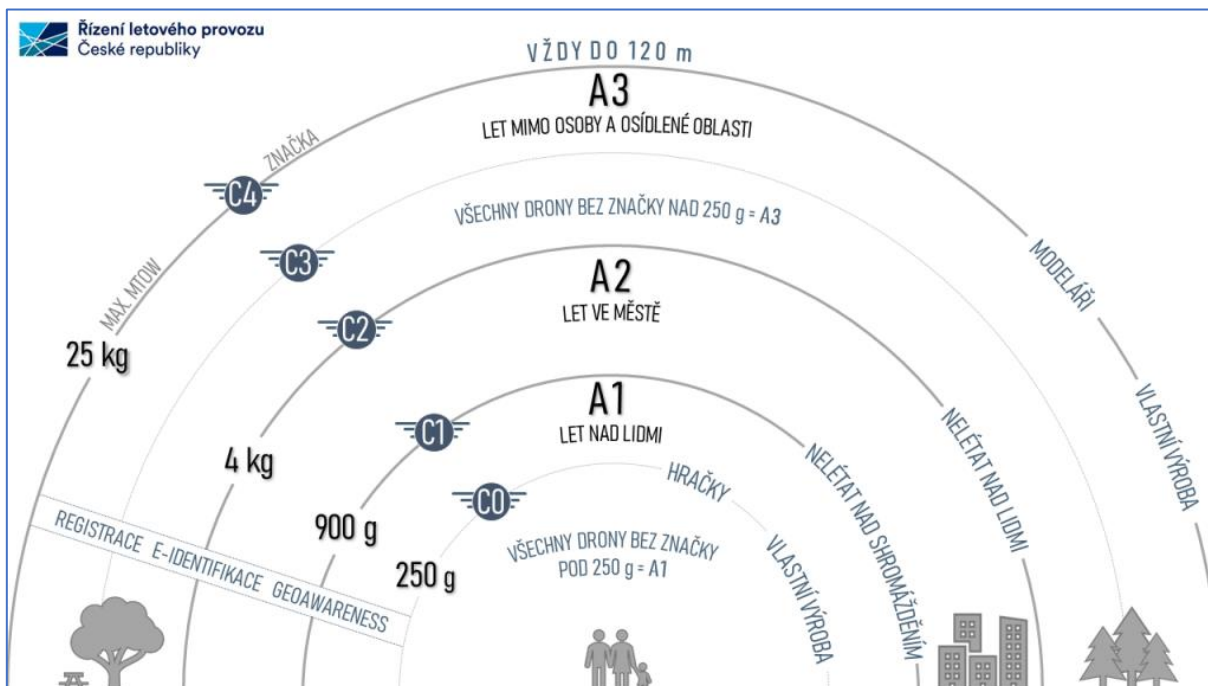 Řízení letového provozu
České republiky
VŽDY DO 120 m
A3
LET MIMO OSOBY A OSÍDLENÉ OBLASTI
ZNAČKA
C4
VŠECHNY DRONY BEZ ZNAČKY NAD 250 g = A3
C3
MODELÁŘI
MAX. MTOW
A2
LET VE MĚSTĚ
C2
25 kg
VLASTNÍ VÝROBA
A1
LET NAD LIDMI
C1
NELÉTAT NAD LIDMI
4 kg
NELÉTAT NAD SHROMÁŽDĚNÍM
HRAČKY
C0
900 g
VŠECHNY DRONY BEZ ZNAČKY
POD 250 g = A1
250 g
VLASTNÍ VÝROBA
REGISTRACE E-IDENTIFIKACE GEOAWARENESS